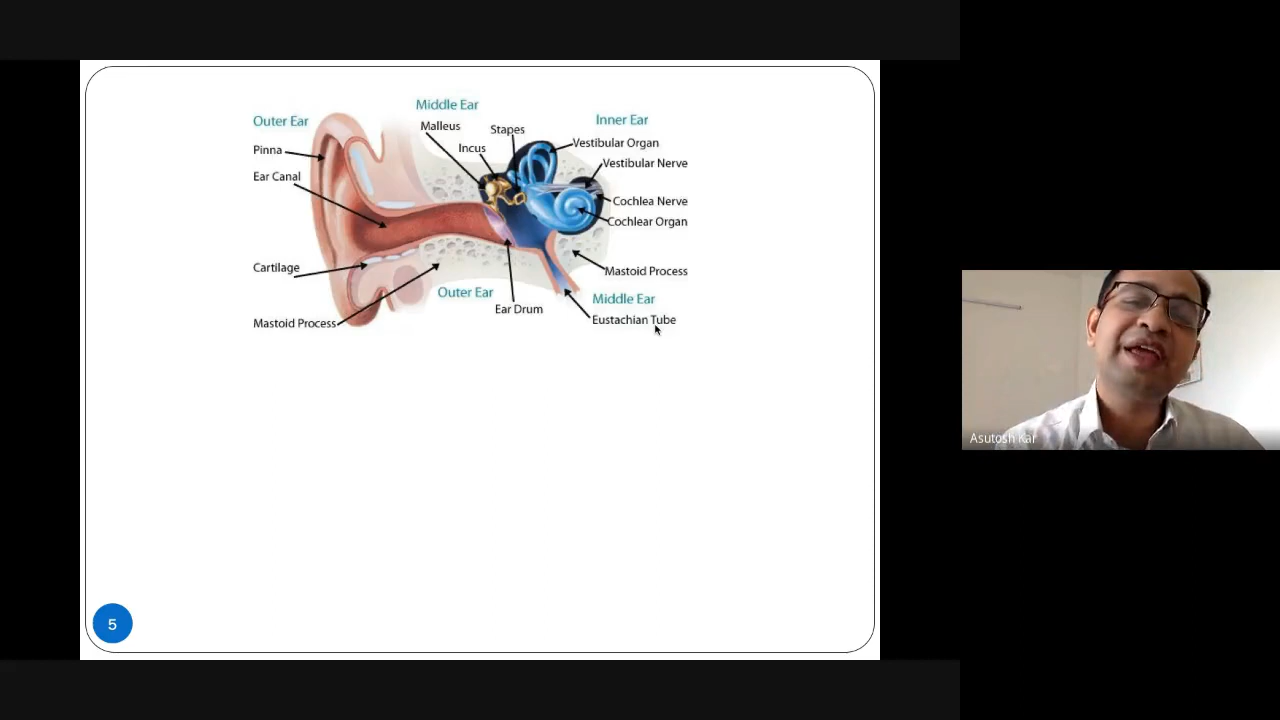 Middle Ear
Outer Ear
Inner Ear
Malleus
Stapes
Pinna
Incus
Vestibular Organ
Vestibular Nerve
Ear Canal
Cochlea Nerve
Cochlear Organ
Cartilage
Mastoid Process
Outer Ear
Middle Ear
Ear Drum
Mastoid Process
Eustachian Tube
Asutosh Kar
5